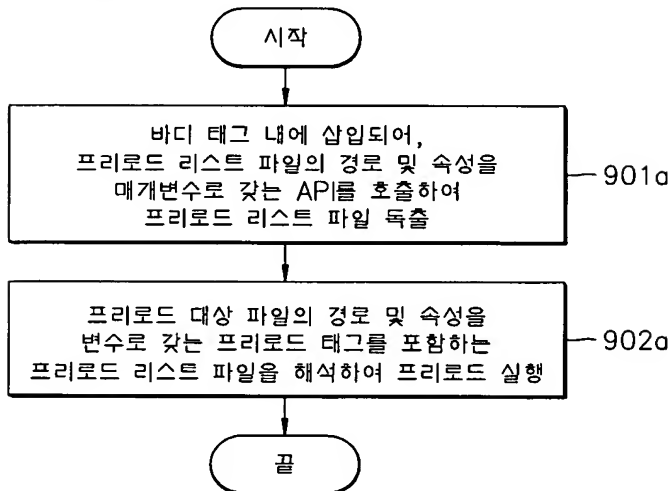 시작
바디 태그 내에 삽입되어,
프리로드 리스트 파일의 경로 및 속성을
매개변수로 갖는 API를 호출하여
프리로드 리스트 파일 독출
901a
프리로드 대상 파일의 경로 및 속성을
변수로 갖는 프리로드 태그를 포함하는
프리로드 리스트 파일을 해석하여 프리로드 실행
902a
끝